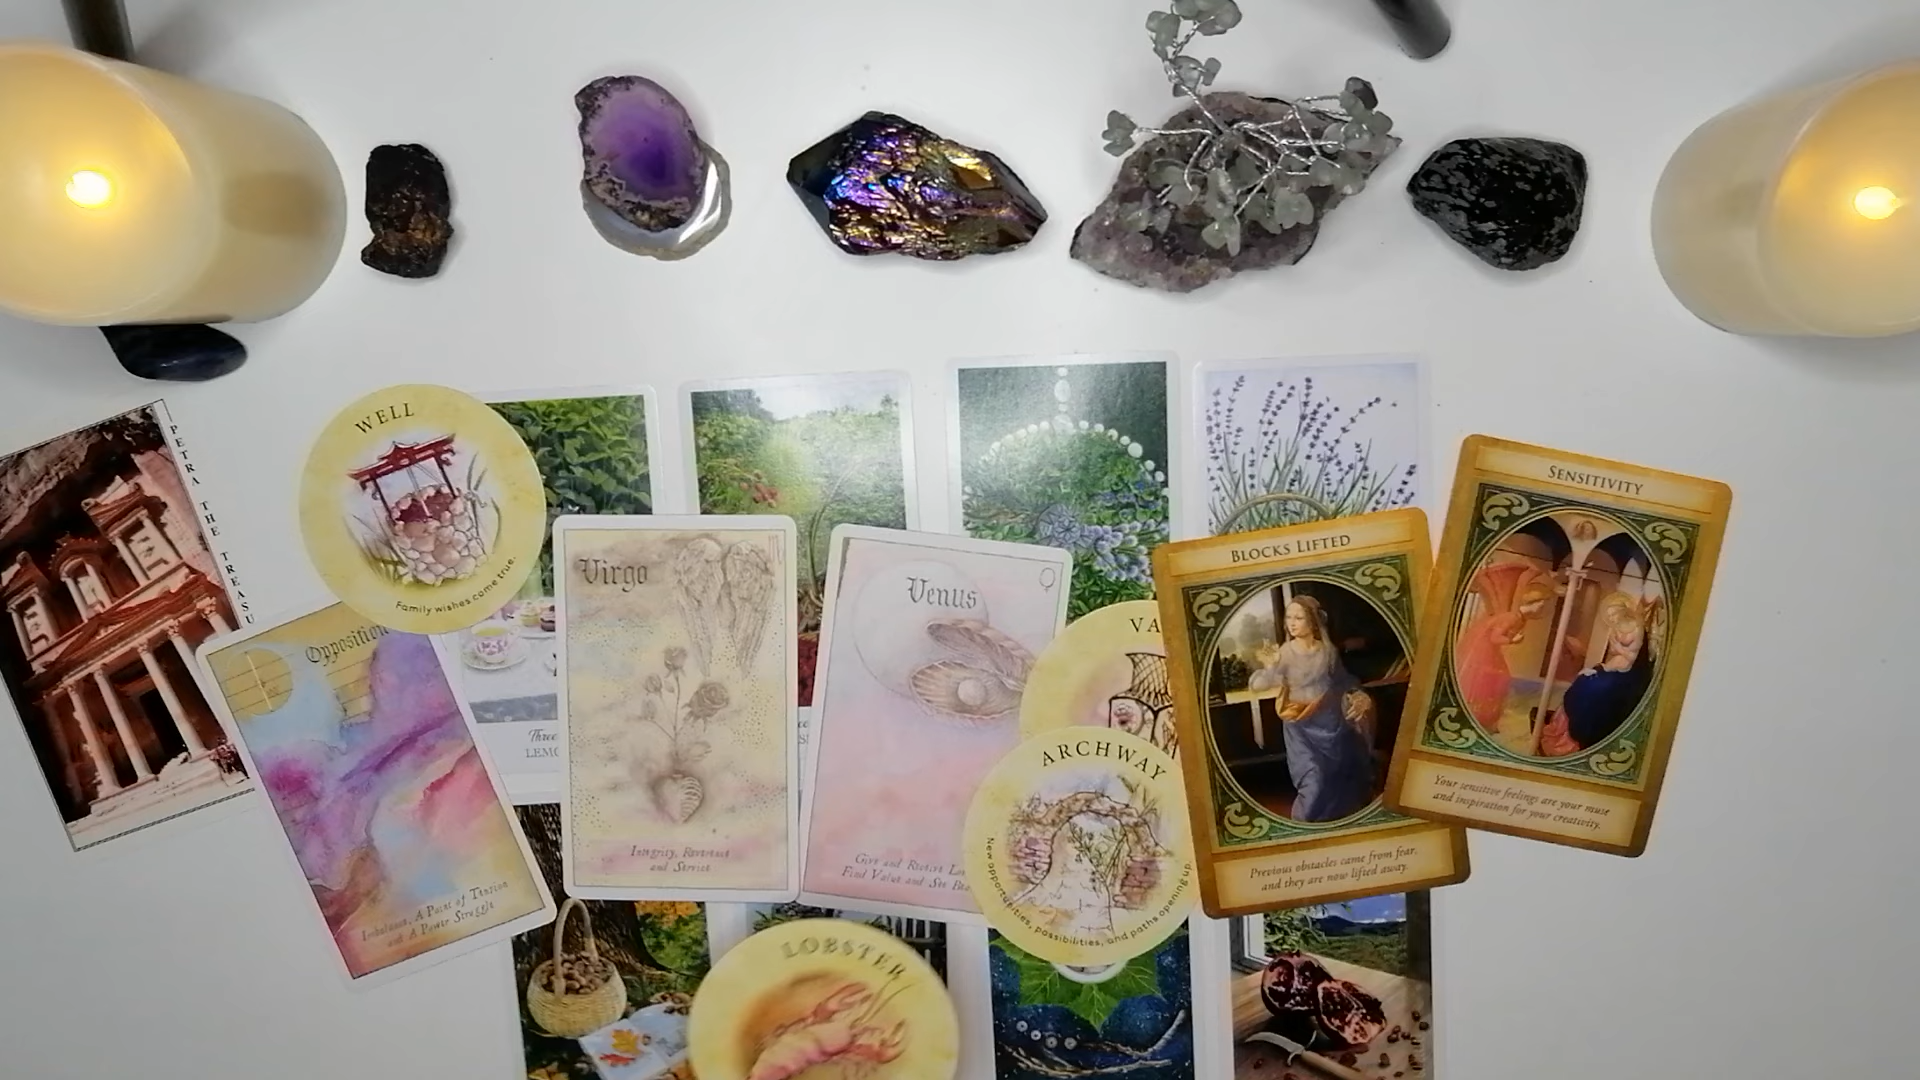 PETRA THE TREASU
WELL
Family wishes come true.
Opposition
Imbalance, A Point of Tension
and A Power Struggle
Three
LEMO
Virgo
Integrity, Reverence
and Service
Venus
Give and Receive Lo
Find Value and See Bea
VA
ARCHWAY
New opportunities, possibilities, and paths opening up.
BLOCKS LIFTED
Previous obstacles came from fear,
and they are now lifted away.
SENSITIVITY
Your sensitive feelings are your muse
and inspiration for your creativity.
LOBSTER